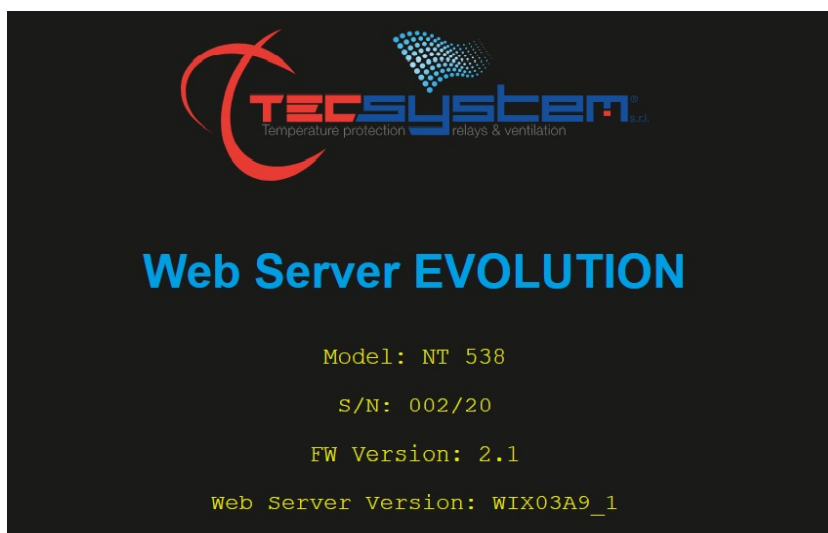 TECSYSTEM®
s.r.l.
Temperature protection relays & ventilation
Web Server EVOLUTION
Model: NT 538
S/N: 002/20
FW Version: 2.1
Web Server Version: WIX03A9_1